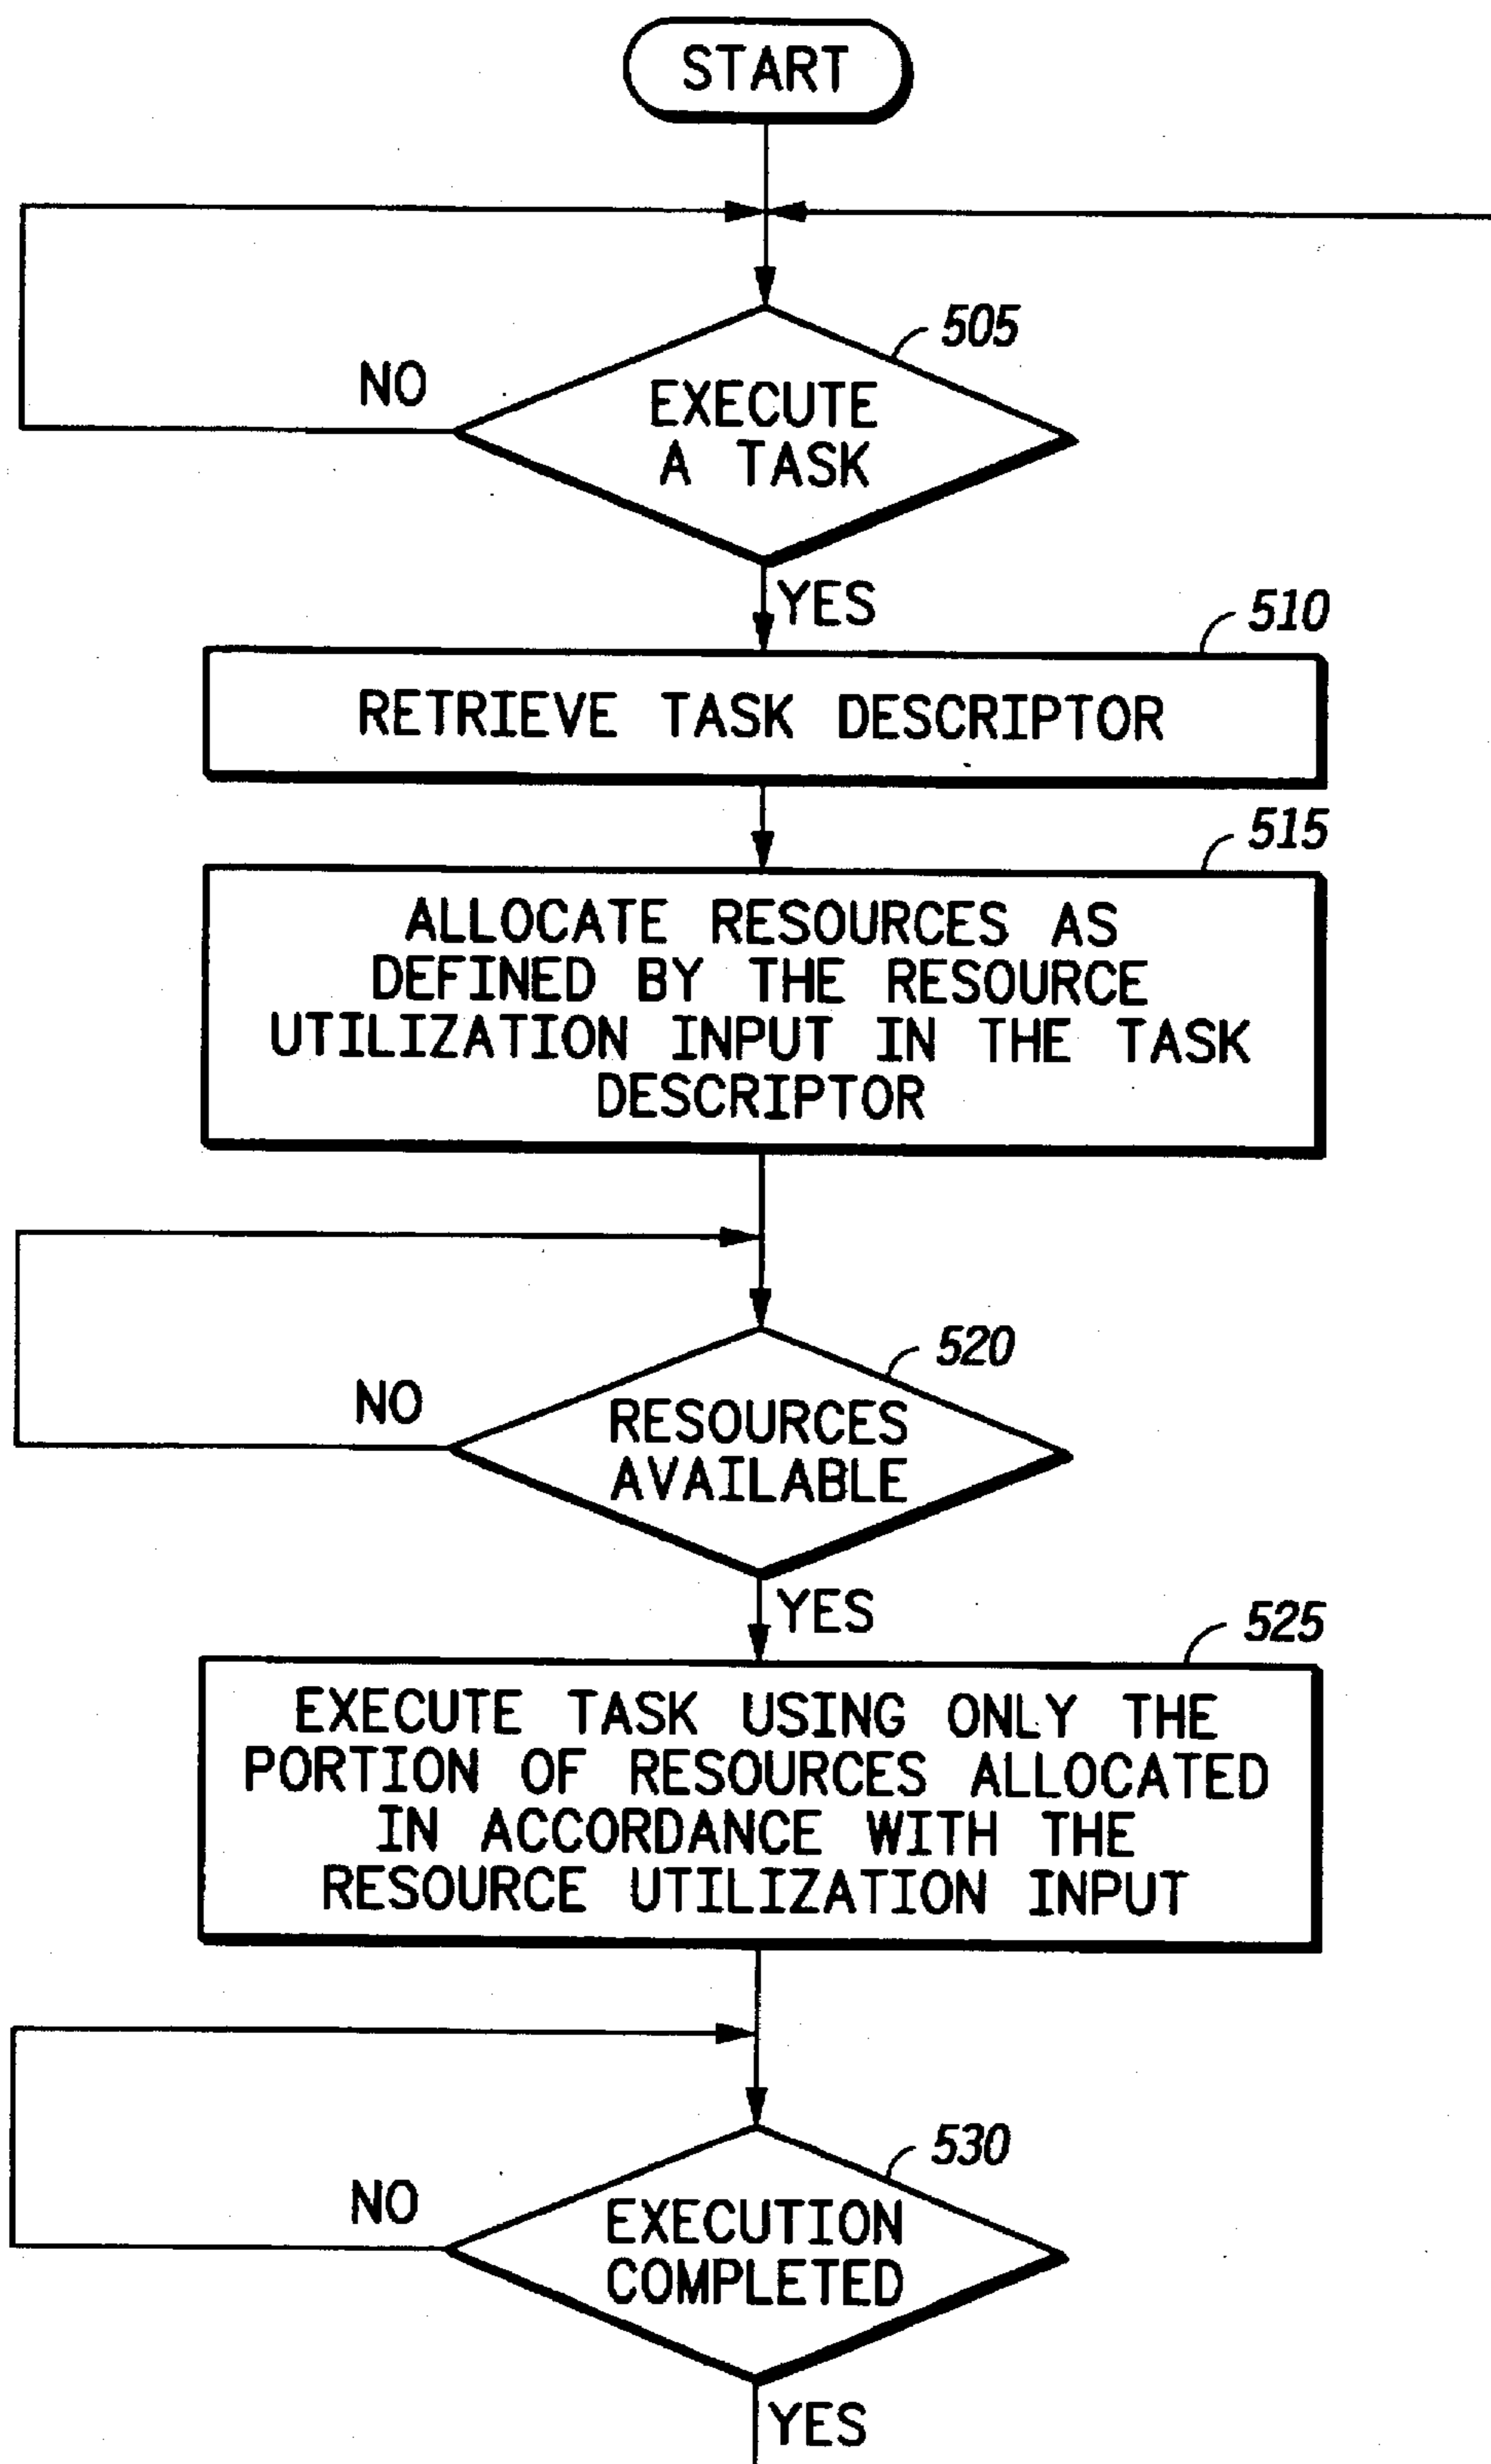 START
505
NO
EXECUTE
A TASK
YES
510
RETRIEVE TASK DESCRIPTOR
515
ALLOCATE RESOURCES AS
DEFINED BY THE RESOURCE
UTILIZATION INPUT IN THE TASK
DESCRIPTOR
520
NO
RESOURCES
AVAILABLE
YES
525
EXECUTE TASK USING ONLY THE
PORTION OF RESOURCES ALLOCATED
IN ACCORDANCE WITH THE
RESOURCE UTILIZATION INPUT
530
NO
EXECUTION
COMPLETED
YES